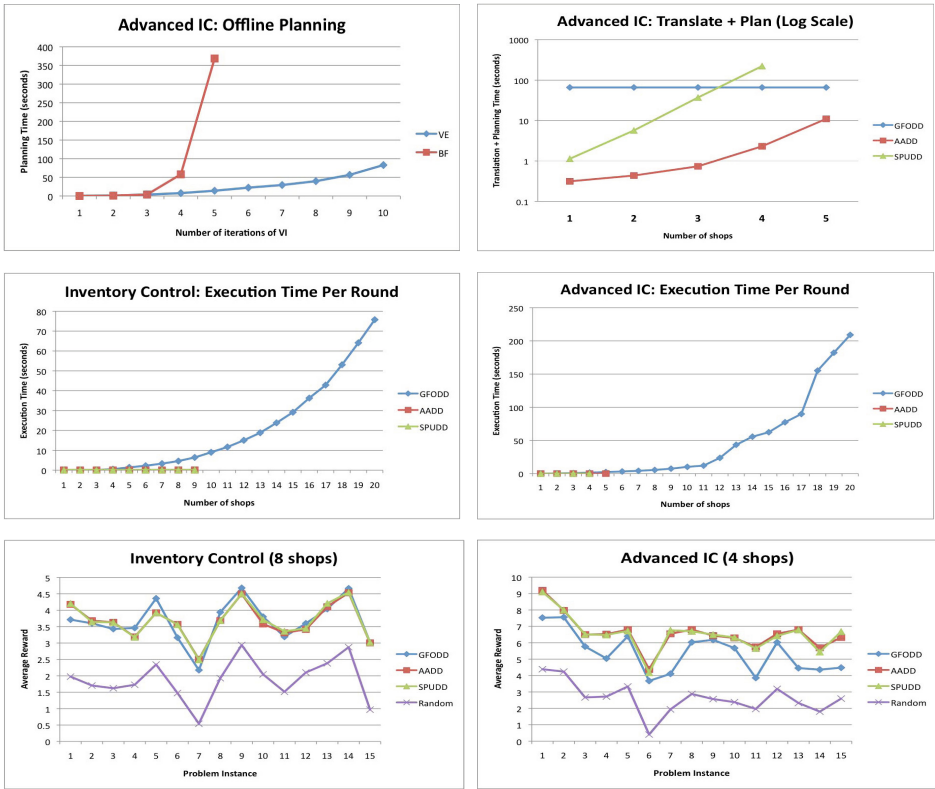 Advanced IC: Offline Planning
Planning Time (seconds)
400
350
300
250
200
150
100
50
0
1 2 3 4 5 6 7 8 9 10
Number of iterations of VI
VE
BF
Advanced IC: Translate + Plan (Log Scale)
Translation + Planning Time (seconds)
1000
100
10
1
0.1
1 2 3 4 5
Number of shops
GFODD
AADD
SPUDD
Inventory Control: Execution Time Per Round
Execution Time (seconds)
80
70
60
50
40
30
20
10
0
1 2 3 4 5 6 7 8 9 10 11 12 13 14 15 16 17 18 19 20
Number of shops
GFODD
AADD
SPUDD
Advanced IC: Execution Time Per Round
Execution Time (seconds)
250
200
150
100
50
0
1 2 3 4 5 6 7 8 9 10 11 12 13 14 15 16 17 18 19 20
Number of shops
GFODD
AADD
SPUDD
Inventory Control (8 shops)
Average Reward
5
4.5
4
3.5
3
2.5
2
1.5
1
0.5
0
1 2 3 4 5 6 7 8 9 10 11 12 13 14 15
Problem Instance
GFODD
AADD
SPUDD
Random
Advanced IC (4 shops)
Average Reward
10
9
8
7
6
5
4
3
2
1
0
1 2 3 4 5 6 7 8 9 10 11 12 13 14 15
Problem Instance
GFODD
AADD
SPUDD
Random